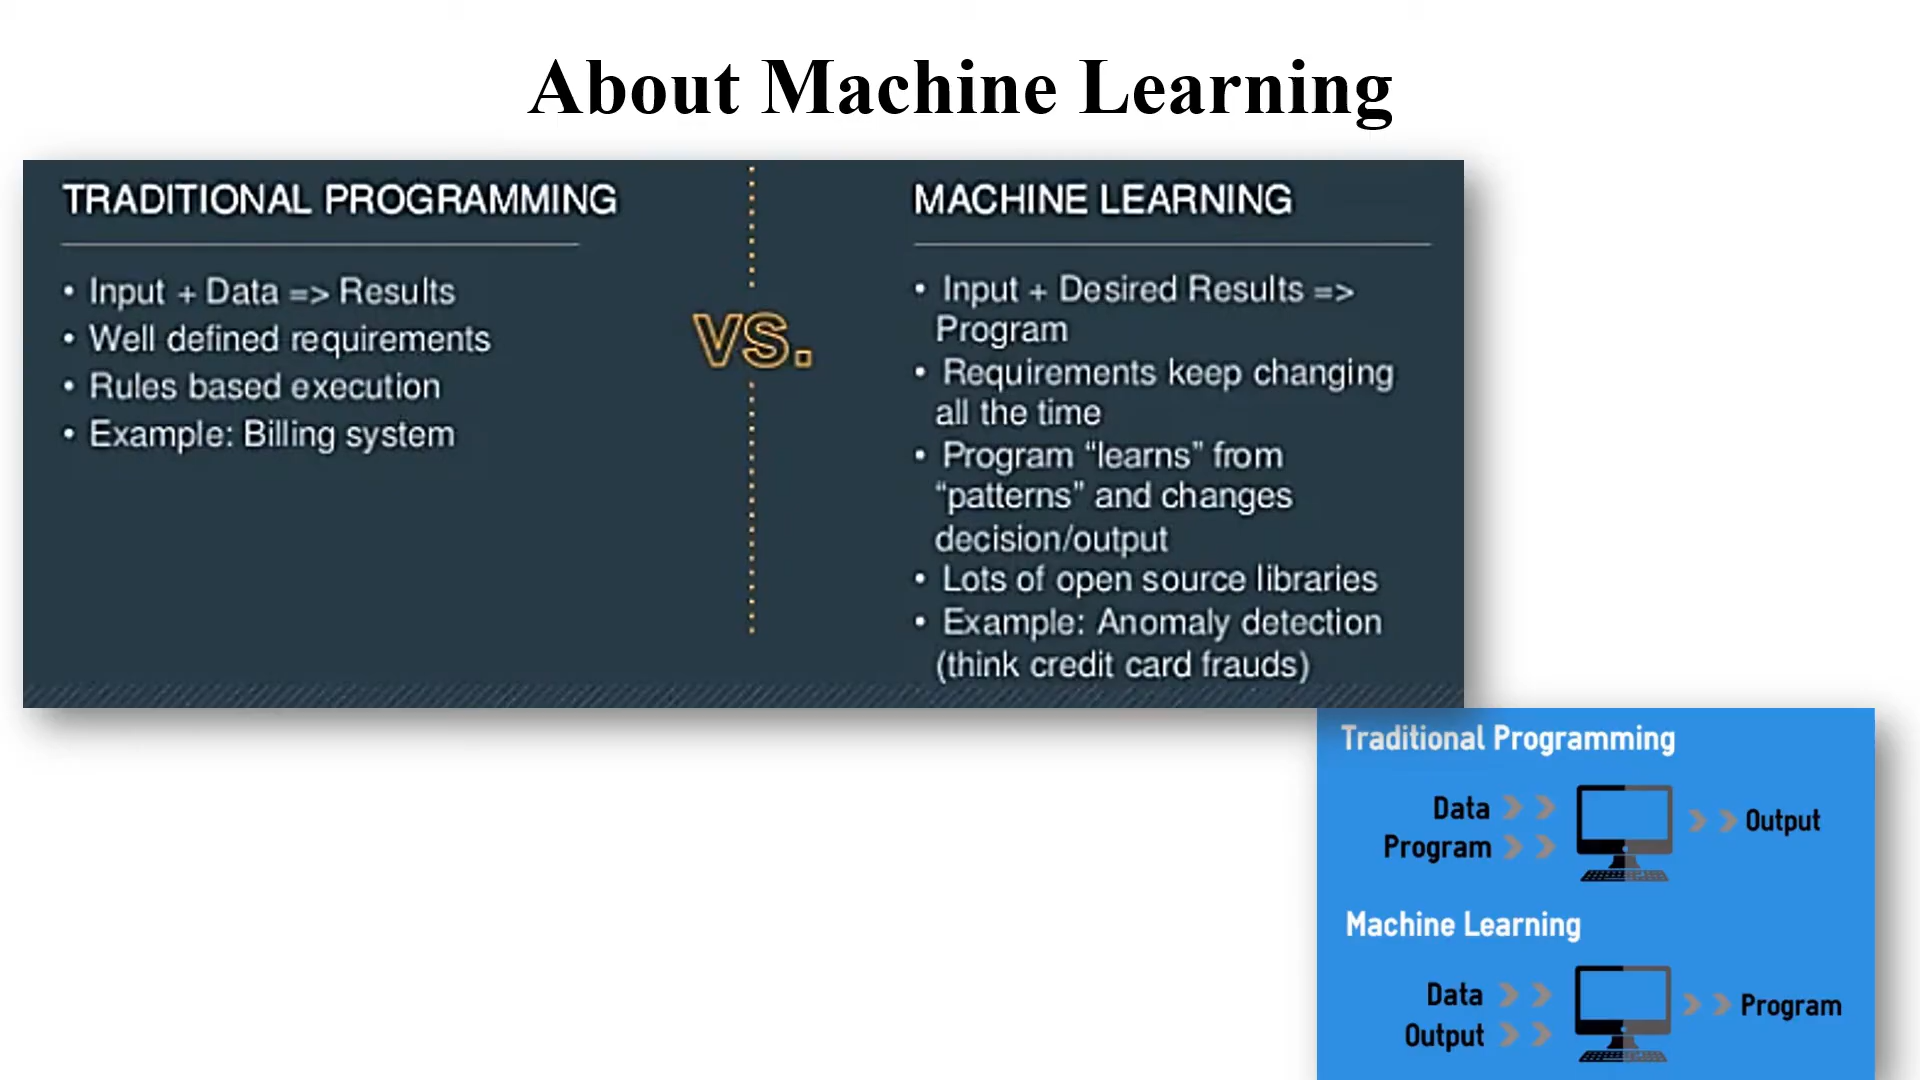 About Machine Learning
TRADITIONAL PROGRAMMING
• Input + Data => Results
• Well defined requirements
• Rules based execution
• Example: Billing system
VS.
MACHINE LEARNING
• Input + Desired Results =>
Program
• Requirements keep changing
all the time
• Program “learns” from
“patterns” and changes
decision/output
• Lots of open source libraries
• Example: Anomaly detection
(think credit card frauds)
Traditional Programming
Data
Program
Output
Machine Learning
Data
Output
Program